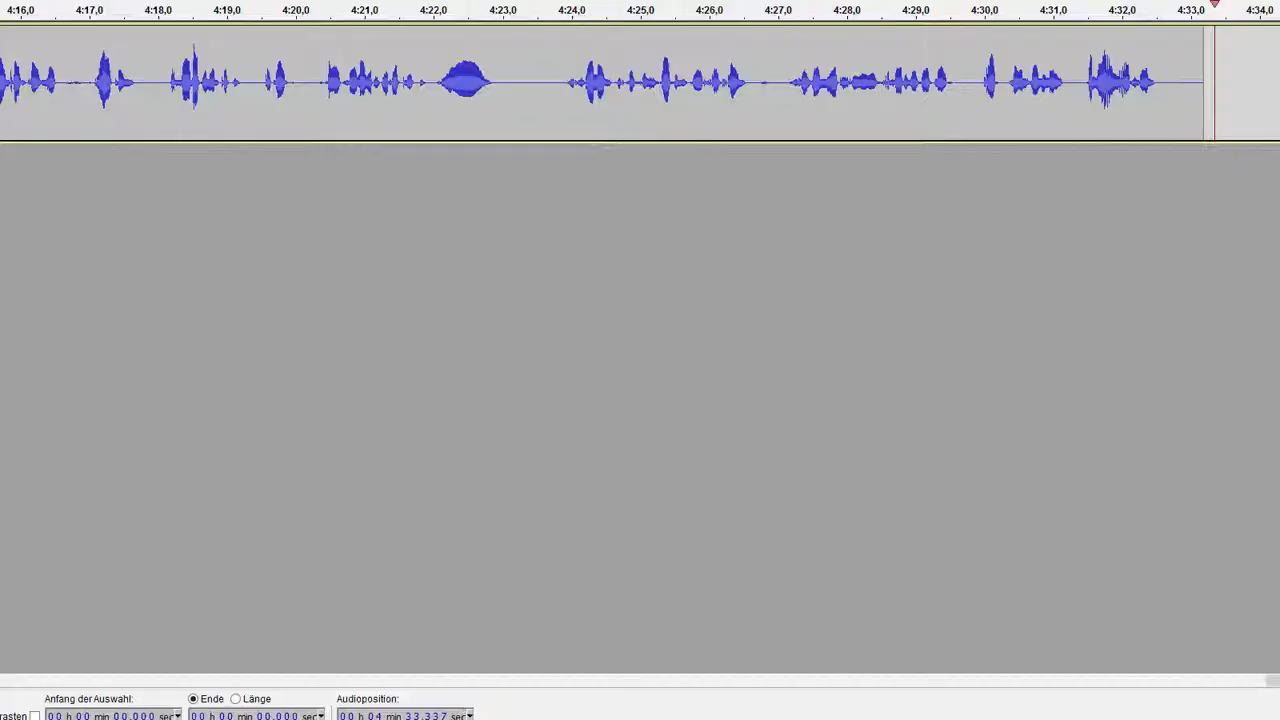 4:16,0 4:17,0 4:18,0 4:19,0 4:20,0 4:21,0 4:22,0 4:23,0 4:24,0 4:25,0 4:26,0 4:27,0 4:28,0 4:29,0 4:30,0 4:31,0 4:32,0 4:33,0 4:34,0
Anfang der Auswahl: Ende Länge Audioposition:
rasten 00 h 00 min 00.000 sec 00 h 00 min 00.000 sec 00 h 04 min 33.337 sec